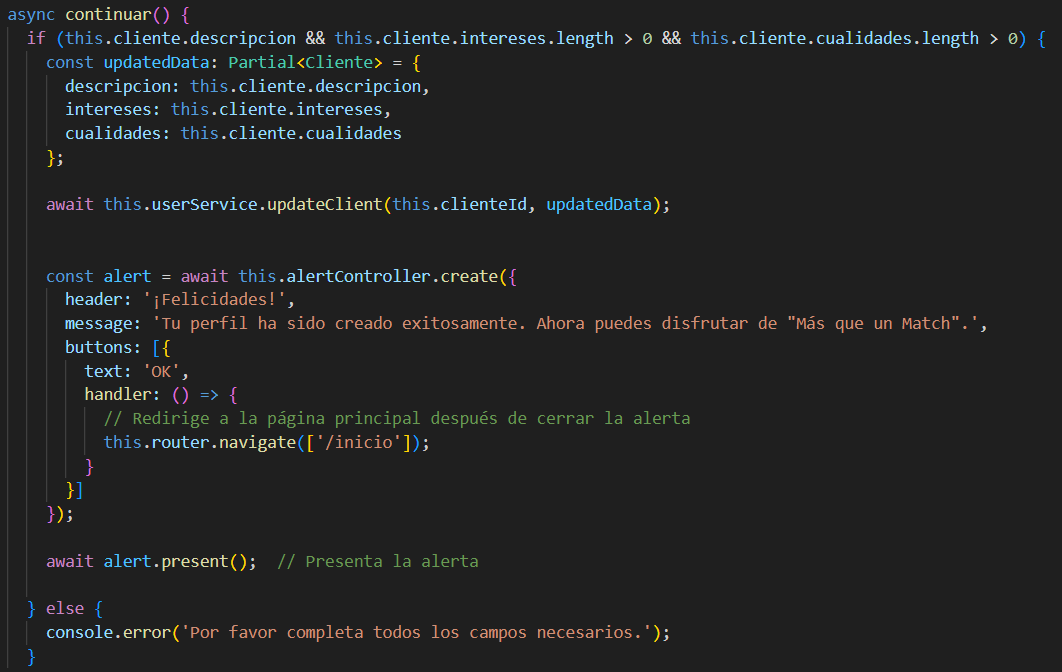 async continuar() {
if (this.cliente.descripcion && this.cliente.intereses.length > 0 && this.cliente.cualidades.length > 0) {
const updatedData: Partial<Cliente> = {
descripcion: this.cliente.descripcion,
intereses: this.cliente.intereses,
cualidades: this.cliente.cualidades
};
await this.userService.updateClient(this.clienteId, updatedData);
const alert = await this.alertController.create({
header: '¡Felicidades!',
message: 'Tu perfil ha sido creado exitosamente. Ahora puedes disfrutar de "Más que un Match".',
buttons: [{
text: 'OK',
handler: () => {
// Redirige a la página principal después de cerrar la alerta
this.router.navigate(['/inicio']);
}
}]
});
await alert.present();  // Presenta la alerta
} else {
console.error('Por favor completa todos los campos necesarios.');
}